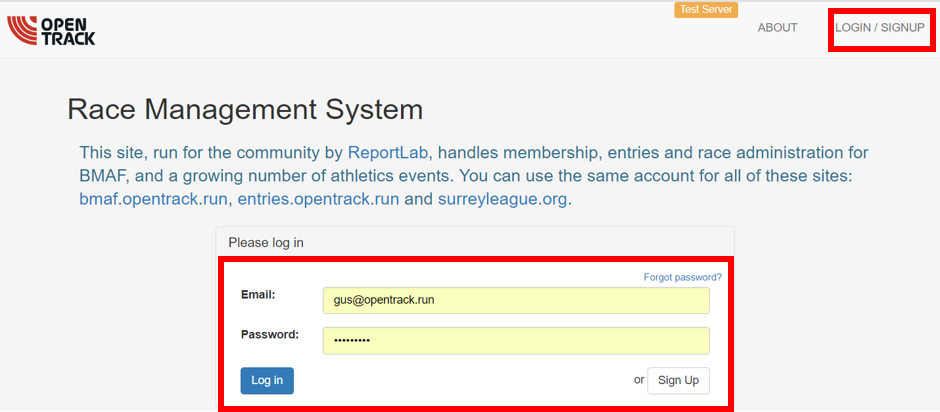 Test Server
OPEN
TRACK
ABOUT
LOGIN / SIGNUP
Race Management System
This site, run for the community by ReportLab, handles membership, entries and race administration for
BMAF, and a growing number of athletics events. You can use the same account for all of these sites:
bmaf.opentrack.run, entries.opentrack.run and surreyleague.org.
Please log in
Forgot password?
Email:
gus@opentrack.run
Password:
•••••••••
Log in
or Sign Up